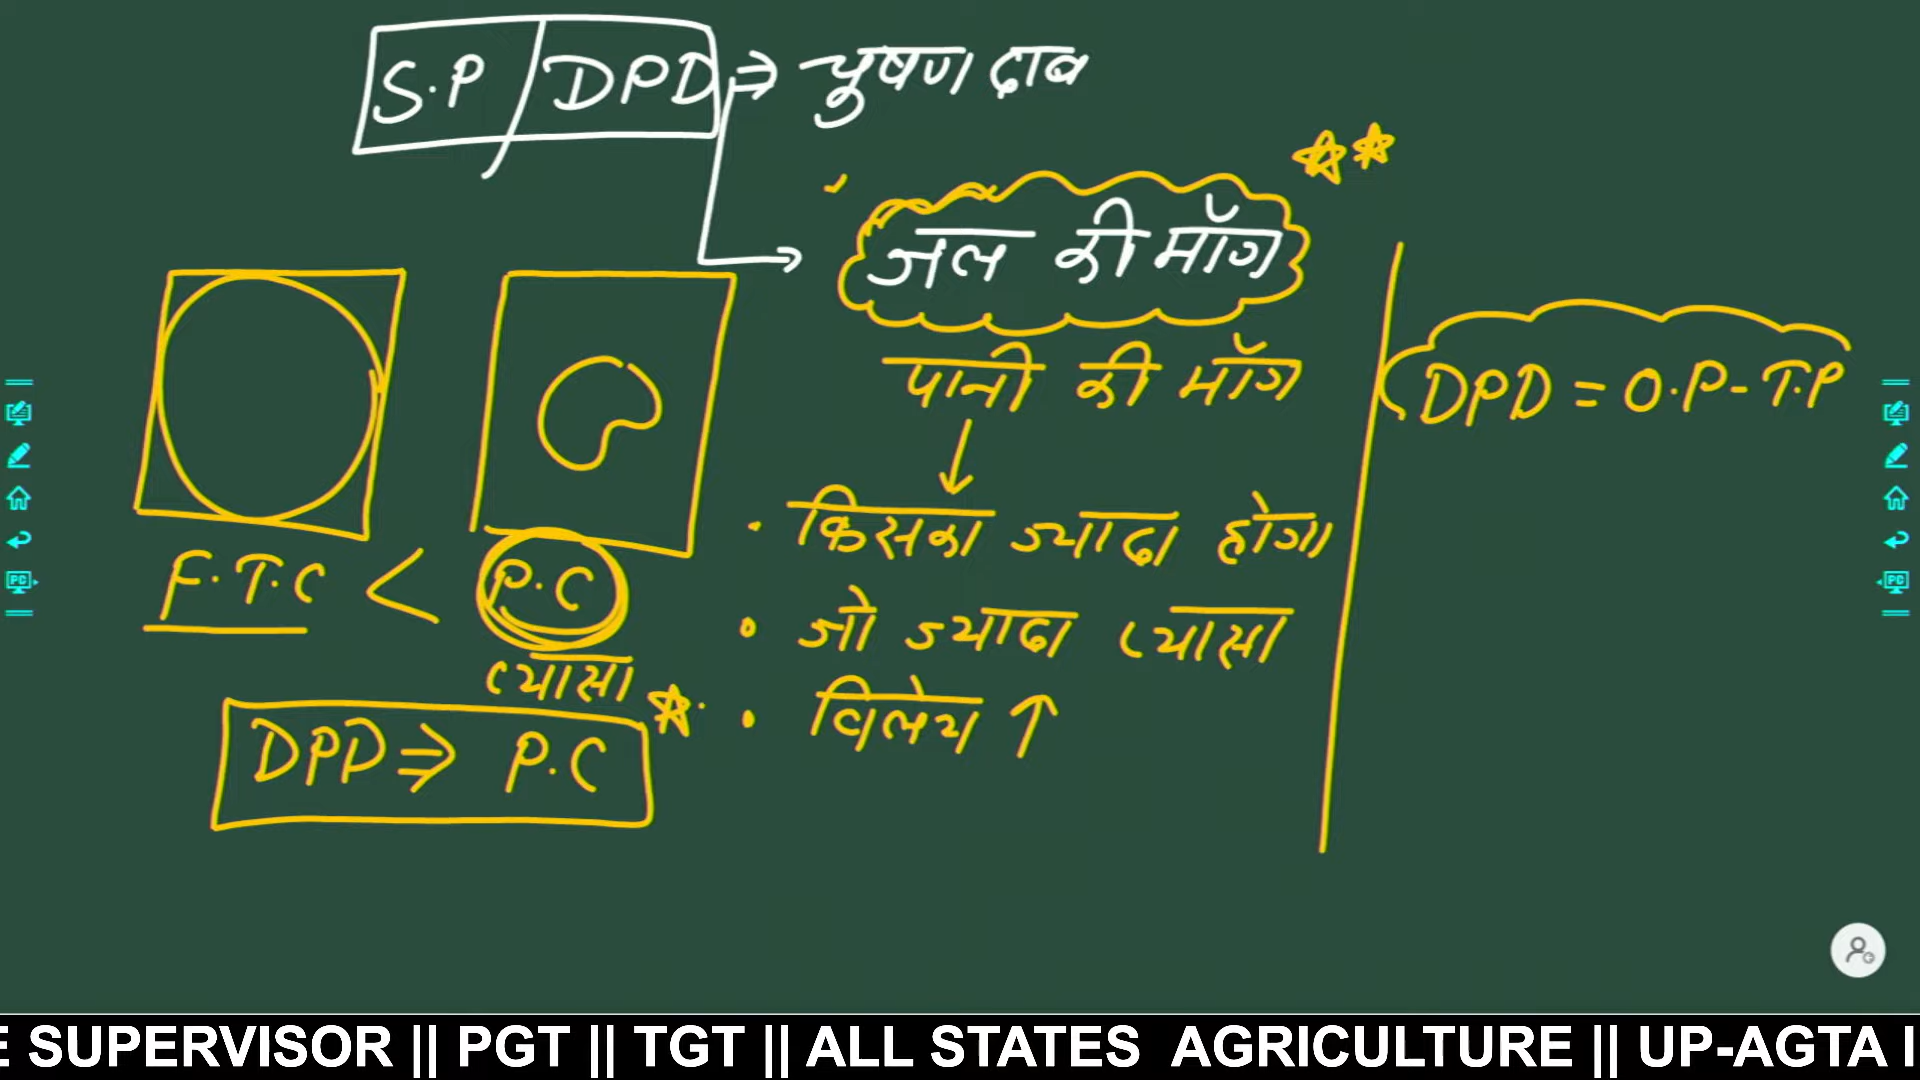 S.P / DPD ⇒ चुषण दाब
जल की माँग
पानी की माँग
DPD = O.P - T.P
↓
• किसका ज्यादा होगा
F.T.C < P.C
• जो ज्यादा प्यासा
प्यासा
• विलेय ↑
DPD ⇒ P.C
E SUPERVISOR || PGT || TGT || ALL STATES AGRICULTURE || UP-AGTA I